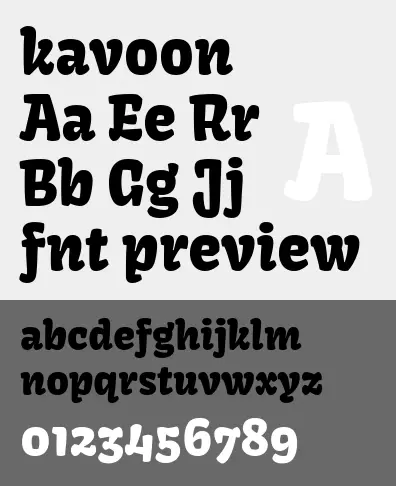 kavoon
Aa Ee Rr
A
Bb Gg Jj
fnt preview
abcdefghijklm
nopqrstuvwxyz
0123456789